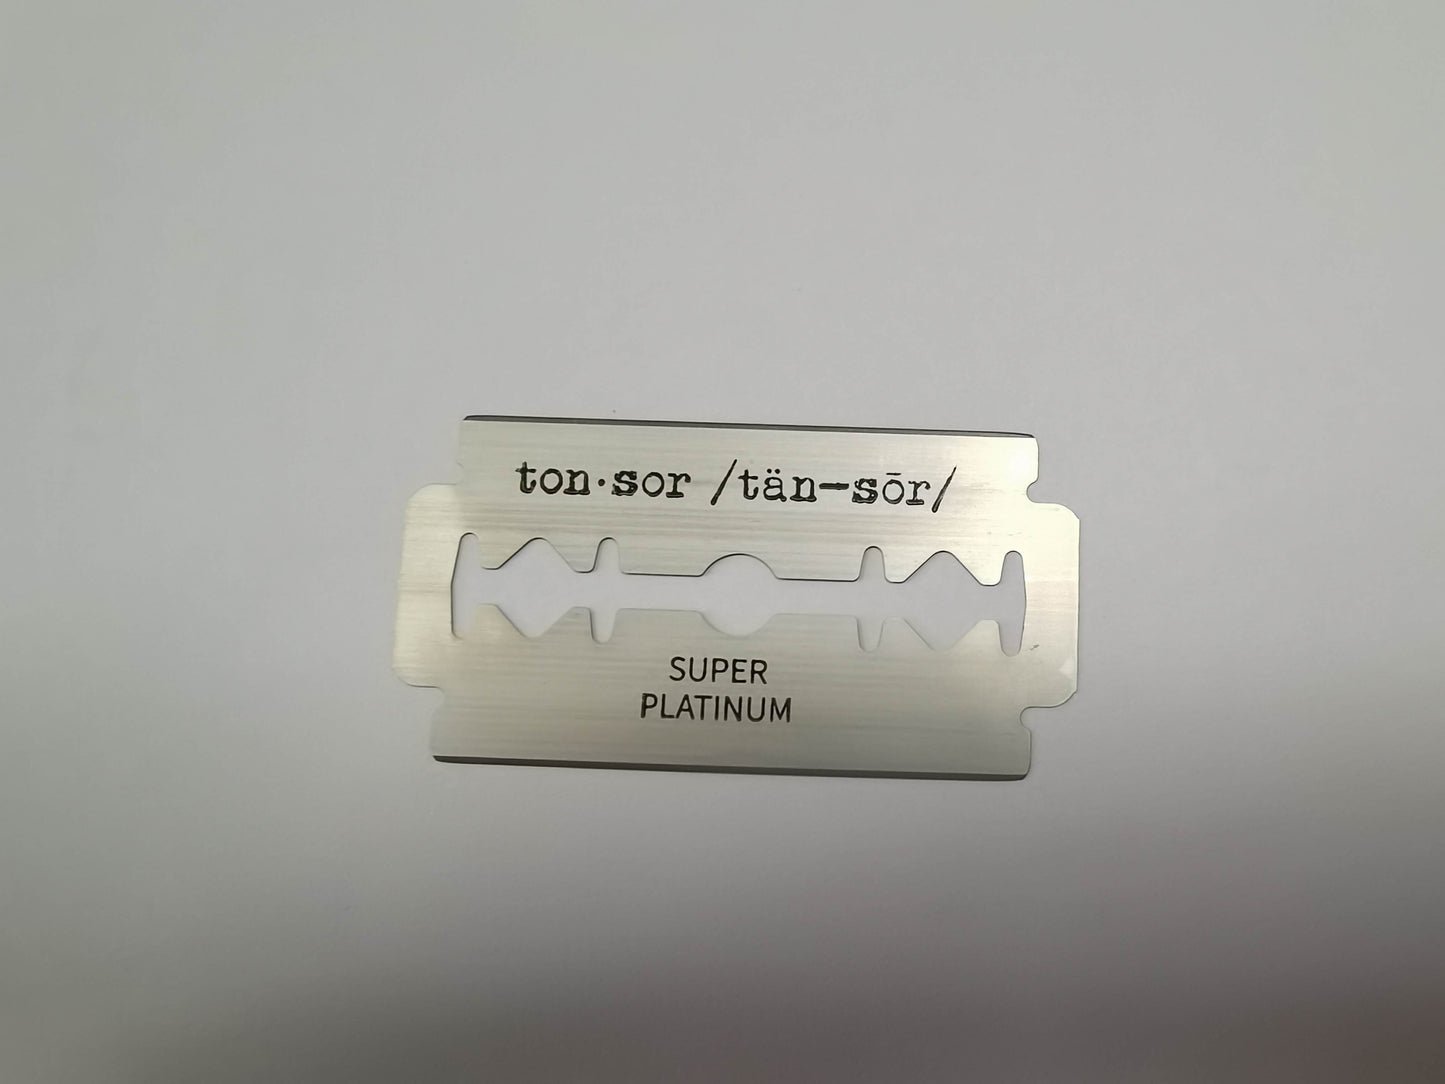 ton·sor /tän-sōr/
SUPER
PLATINUM